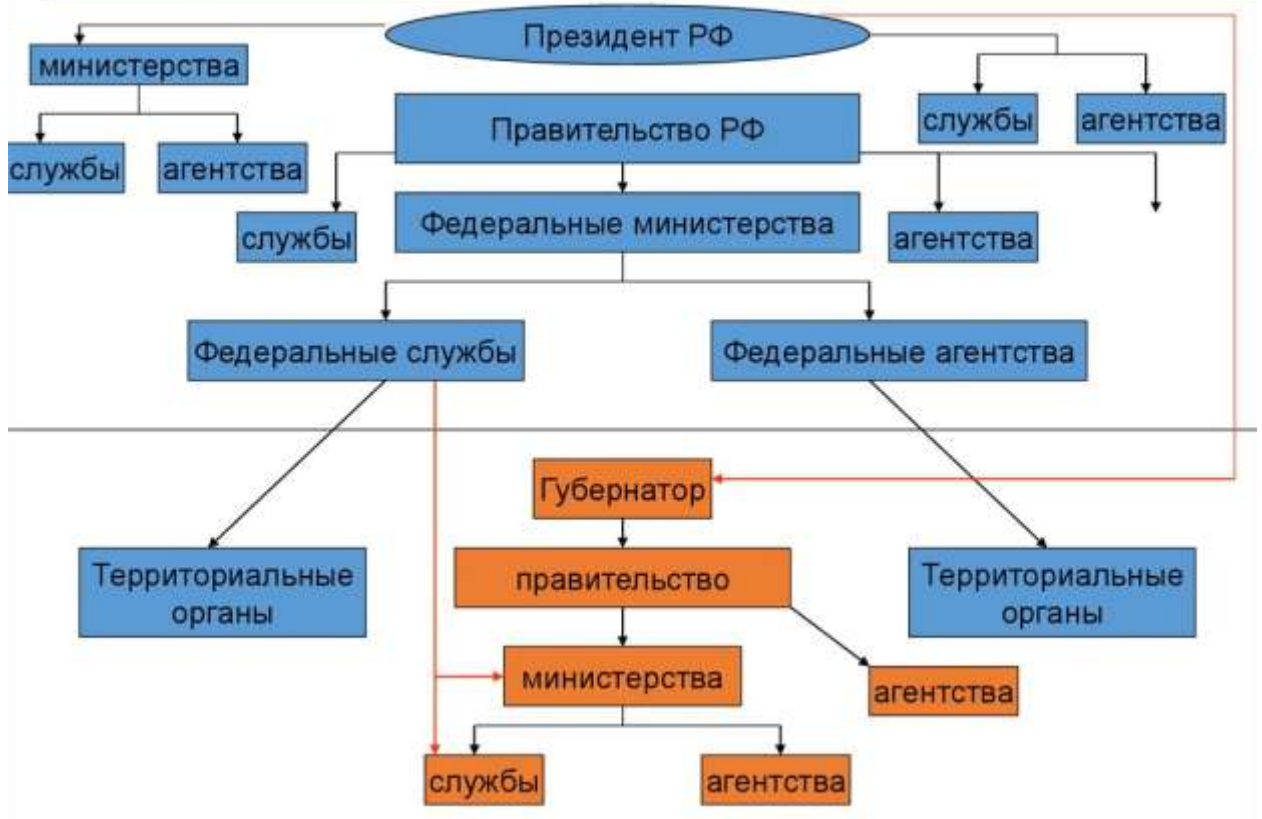 Президент РФ
министерства
службы
агентства
Правительство РФ
службы
агентства
службы
Федеральные министерства
агентства
Федеральные службы
Федеральные агентства
Губернатор
Территориальные
органы
правительство
Территориальные
органы
министерства
агентства
службы
агентства